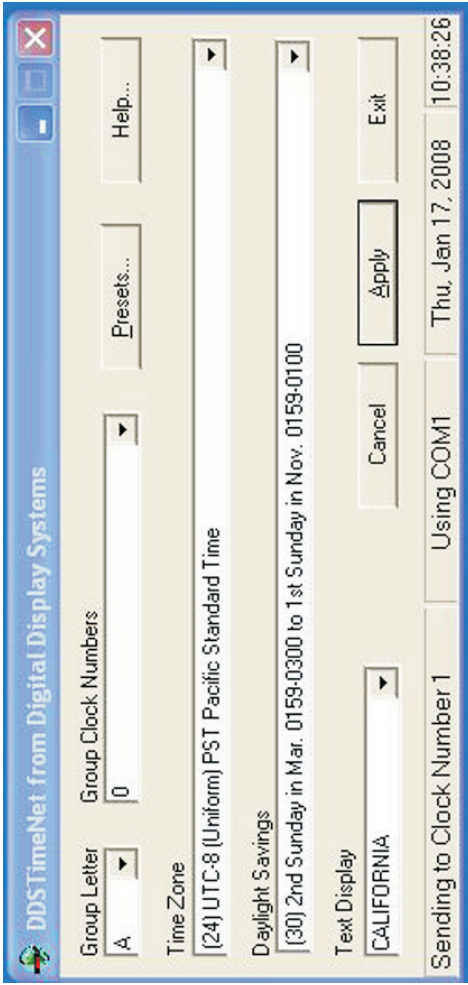 DDSTimeNet from Digital Display Systems
Group Letter
Group Clock Numbers
A
0
Presets...
Help...
Time Zone
(24) UTC-8 (Uniform) PST Pacific Standard Time
Daylight Savings
(30) 2nd Sunday in Mar. 0159-0300 to 1st Sunday in Nov. 0159-0100
Text Display
CALIFORNIA
Cancel
Apply
Exit
Sending to Clock Number 1
Using COM1
Thu, Jan 17, 2008
10:38:26